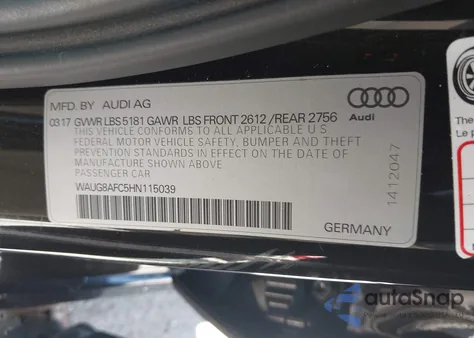 MFD. BY AUDI AG
03 17 GVWR LBS 5181 GAWR LBS FRONT 2612 / REAR 2756
THIS VEHICLE CONFORMS TO ALL APPLICABLE U S
FEDERAL MOTOR VEHICLE SAFETY, BUMPER, AND THEFT
PREVENTION STANDARDS IN EFFECT ON THE DATE OF
MANUFACTURE SHOWN ABOVE
PASSENGER CAR
WAUG8AFC5HN115039
Audi
1412047
GERMANY
The
Le p
autoSnap